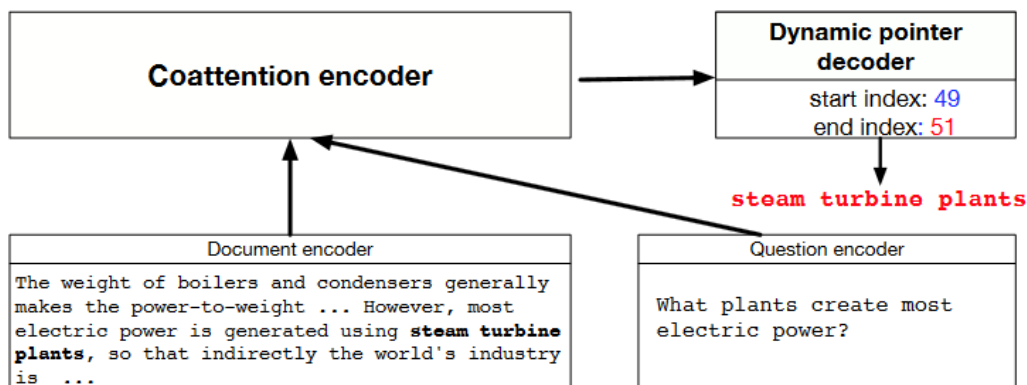 Coattention encoder
Dynamic pointer
decoder
start index: 49
end index: 51
steam turbine plants
Document encoder
The weight of boilers and condensers generally
makes the power-to-weight ... However, most
electric power is generated using steam turbine
plants, so that indirectly the world's industry
is ...
Question encoder
What plants create most
electric power?